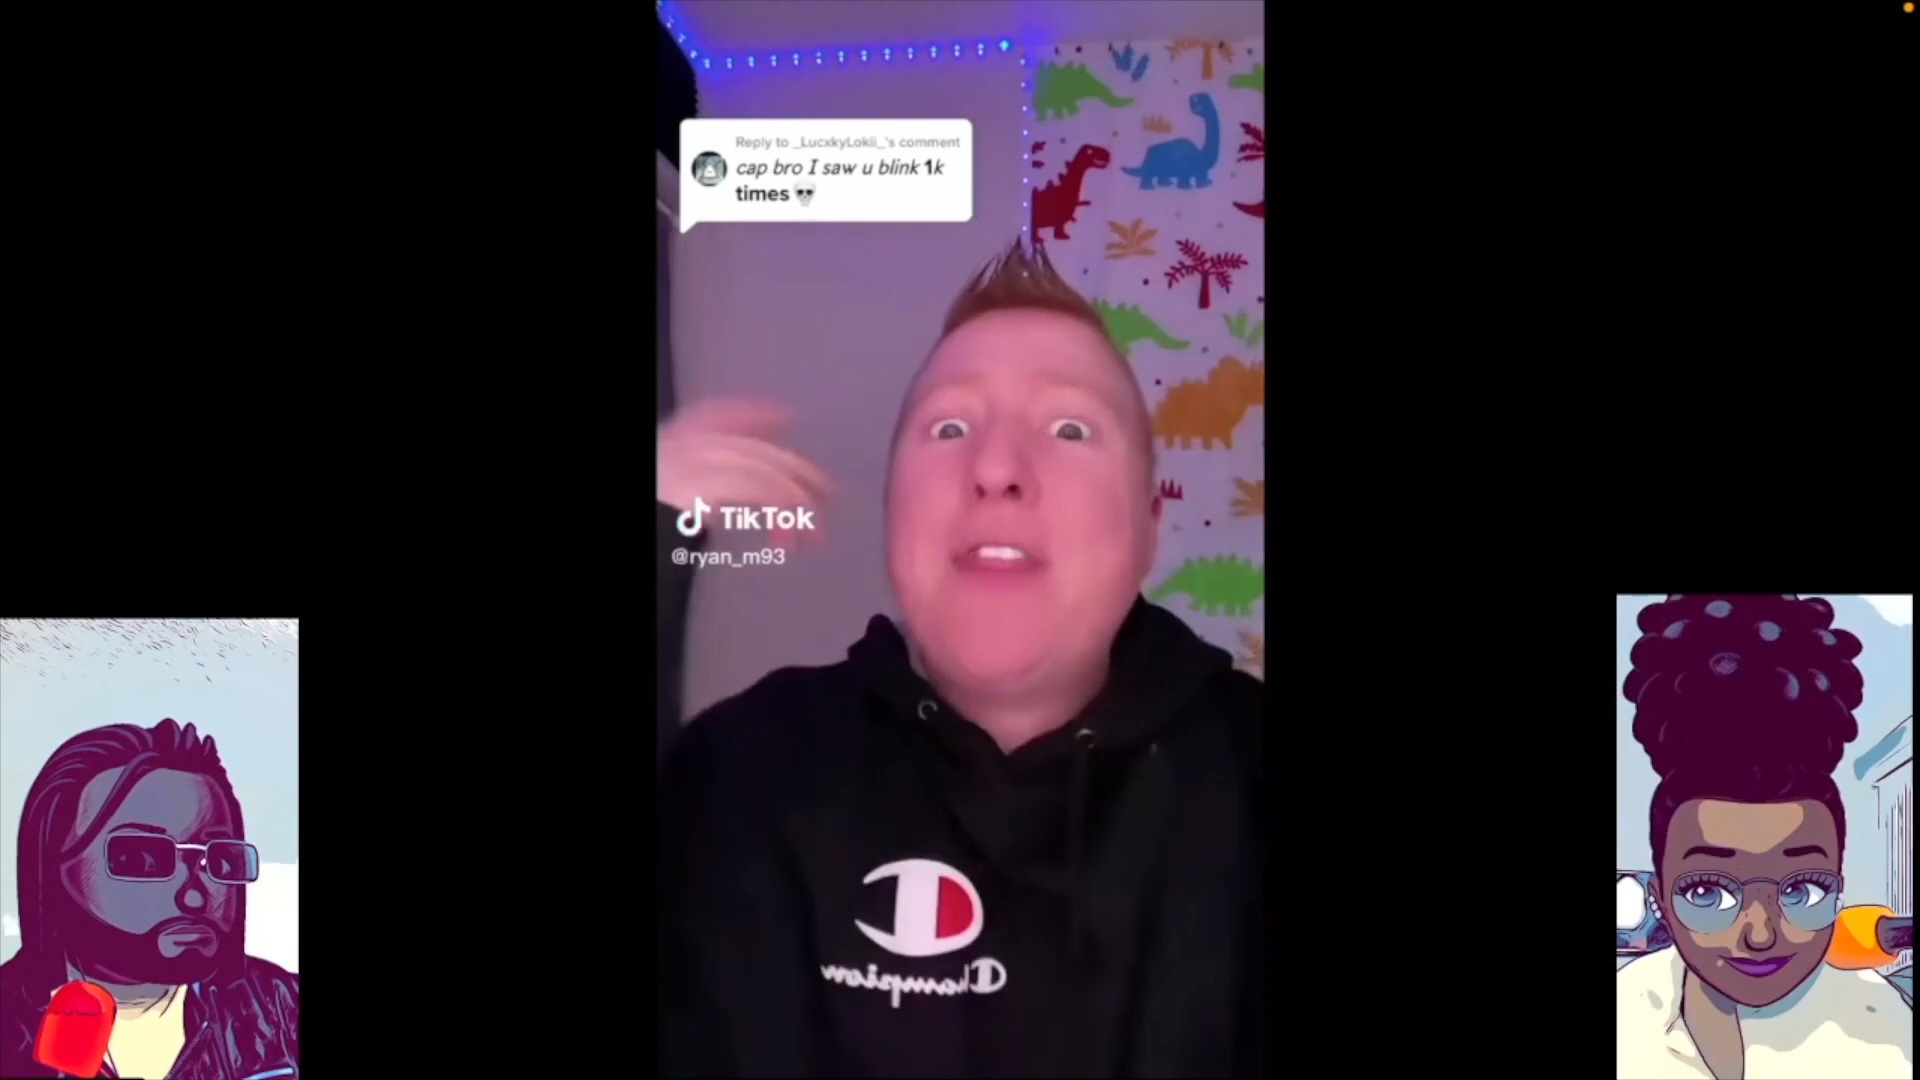 Reply to _LucxkyLokii_'s comment
cap bro I saw u blink 1k
times 💀
TikTok
@ryan_m93
Champion